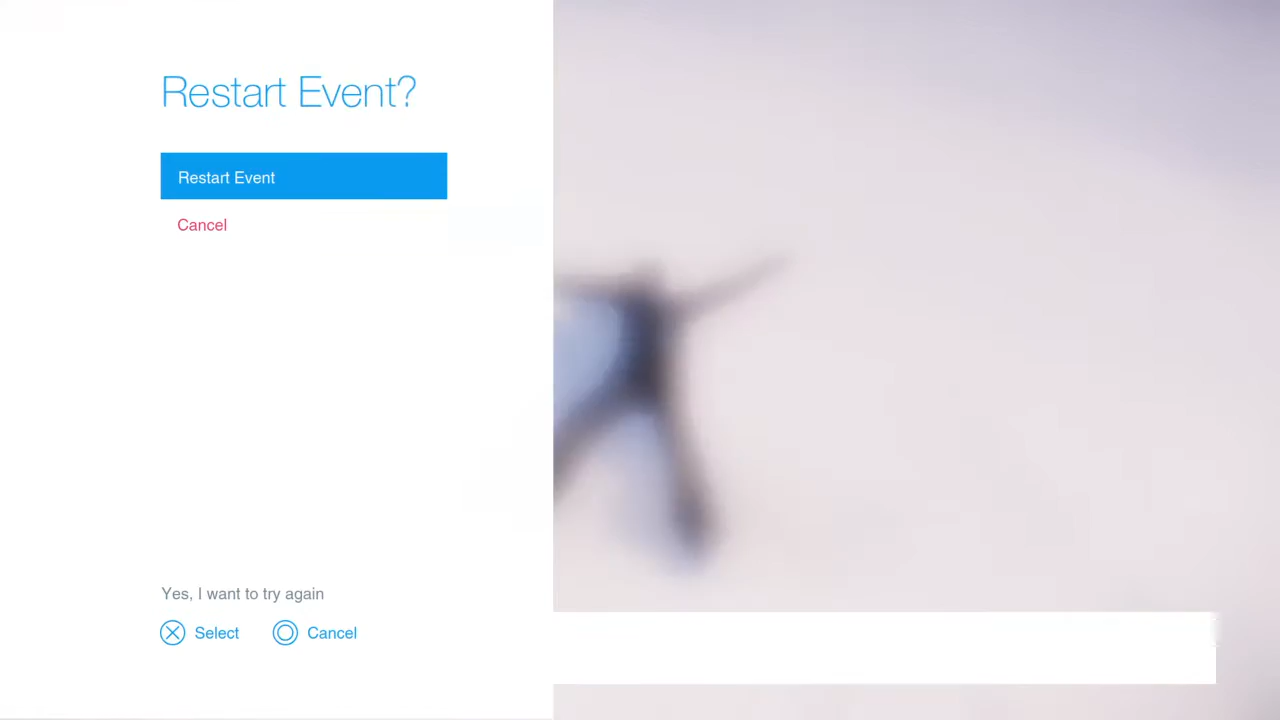 Restart Event?
Restart Event
Cancel
Yes, I want to try again
Select
Cancel